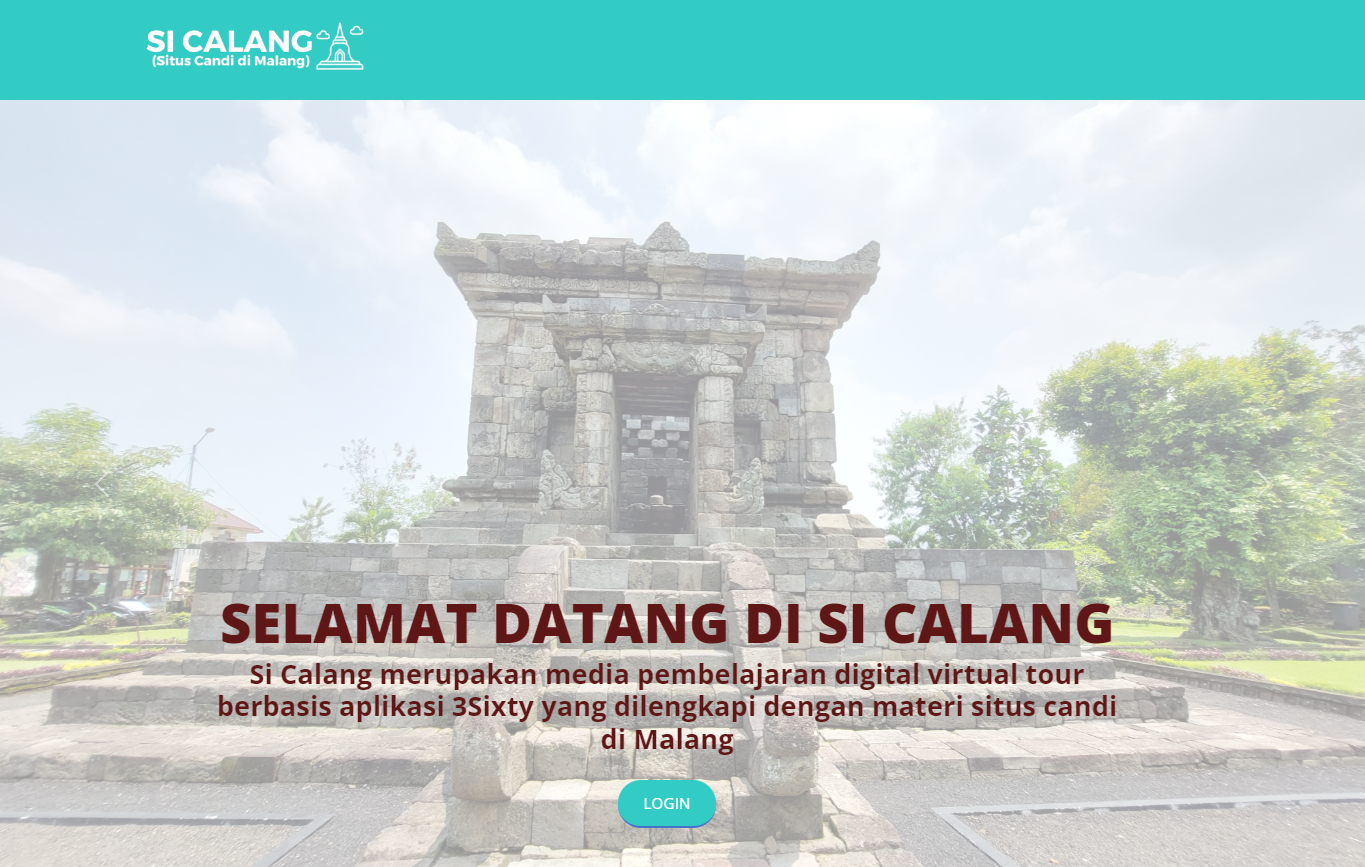 SI CALANG
(Situs Candi di Malang)
SELAMAT DATANG DI SI CALANG
Si Calang merupakan media pembelajaran digital virtual tour
berbasis aplikasi 3Sixty yang dilengkapi dengan materi situs candi
di Malang
LOGIN